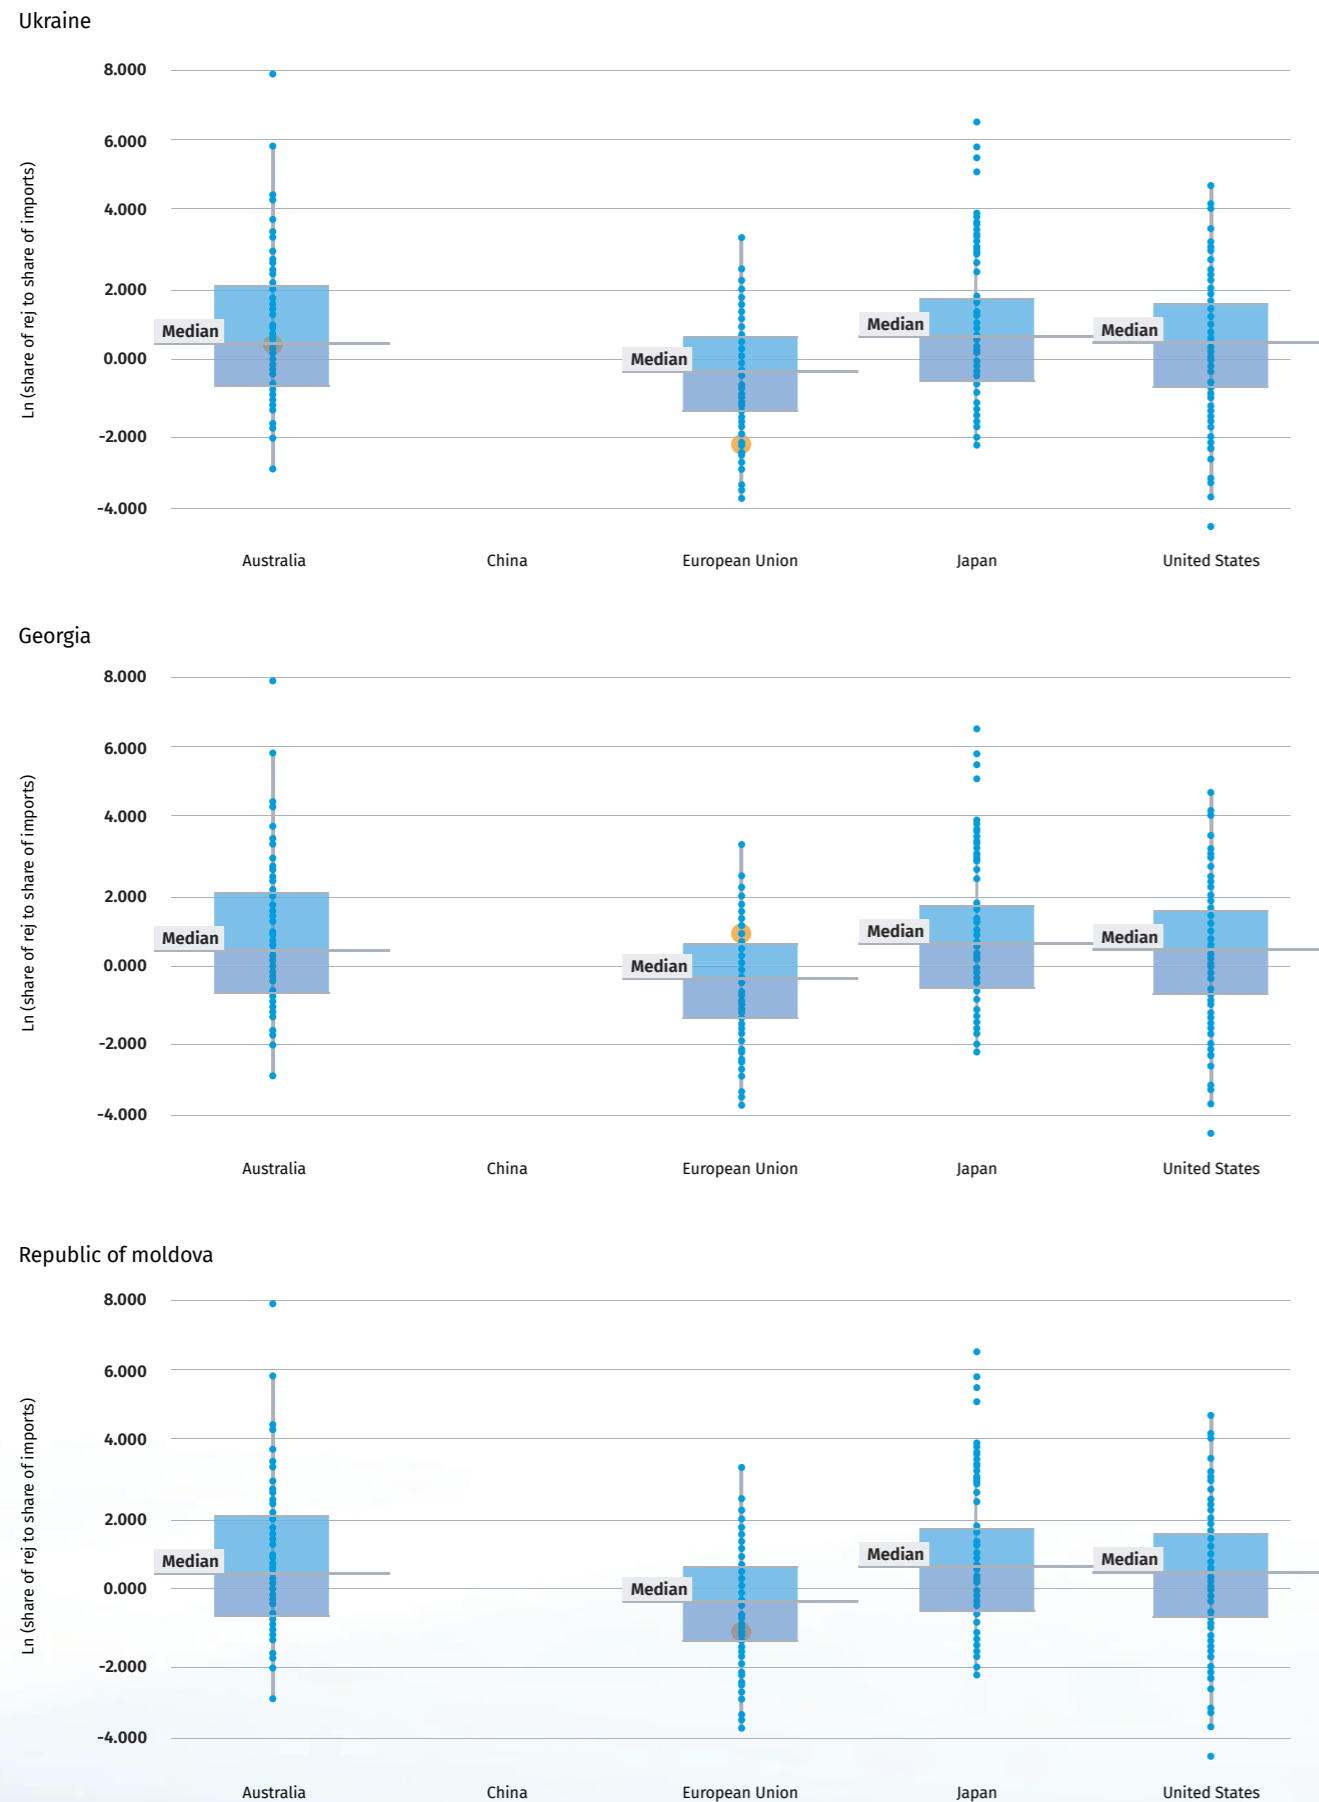 Ukraine
8.000
6.000
4.000
2.000
0.000
-2.000
-4.000
Ln (share of rej to share of imports)
Median
Median
Median
Median
Australia
China
European Union
Japan
United States
Georgia
8.000
6.000
4.000
2.000
0.000
-2.000
-4.000
Ln (share of rej to share of imports)
Median
Median
Median
Median
Australia
China
European Union
Japan
United States
Republic of moldova
8.000
6.000
4.000
2.000
0.000
-2.000
-4.000
Ln (share of rej to share of imports)
Median
Median
Median
Median
Australia
China
European Union
Japan
United States